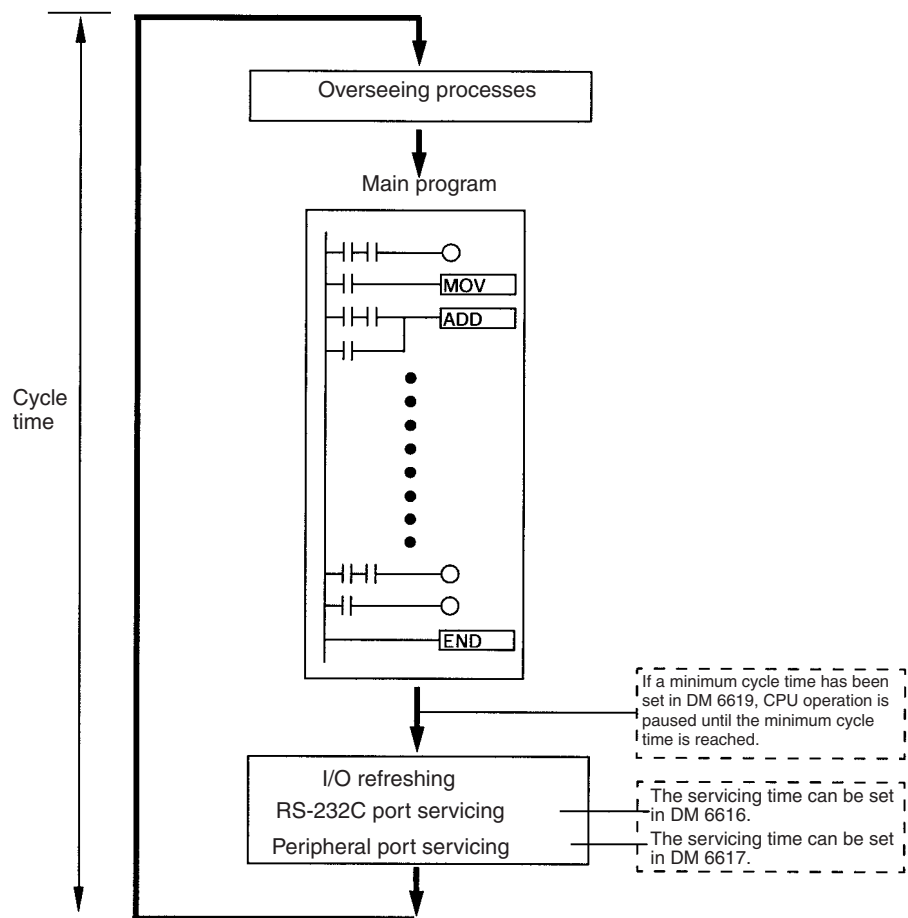 Overseeing processes
Main program
MOV
ADD
Cycle
time
END
If a minimum cycle time has been
set in DM 6619, CPU operation is
paused until the minimum cycle
time is reached.
I/O refreshing
RS-232C port servicing
Peripheral port servicing
The servicing time can be set
in DM 6616.
The servicing time can be set
in DM 6617.